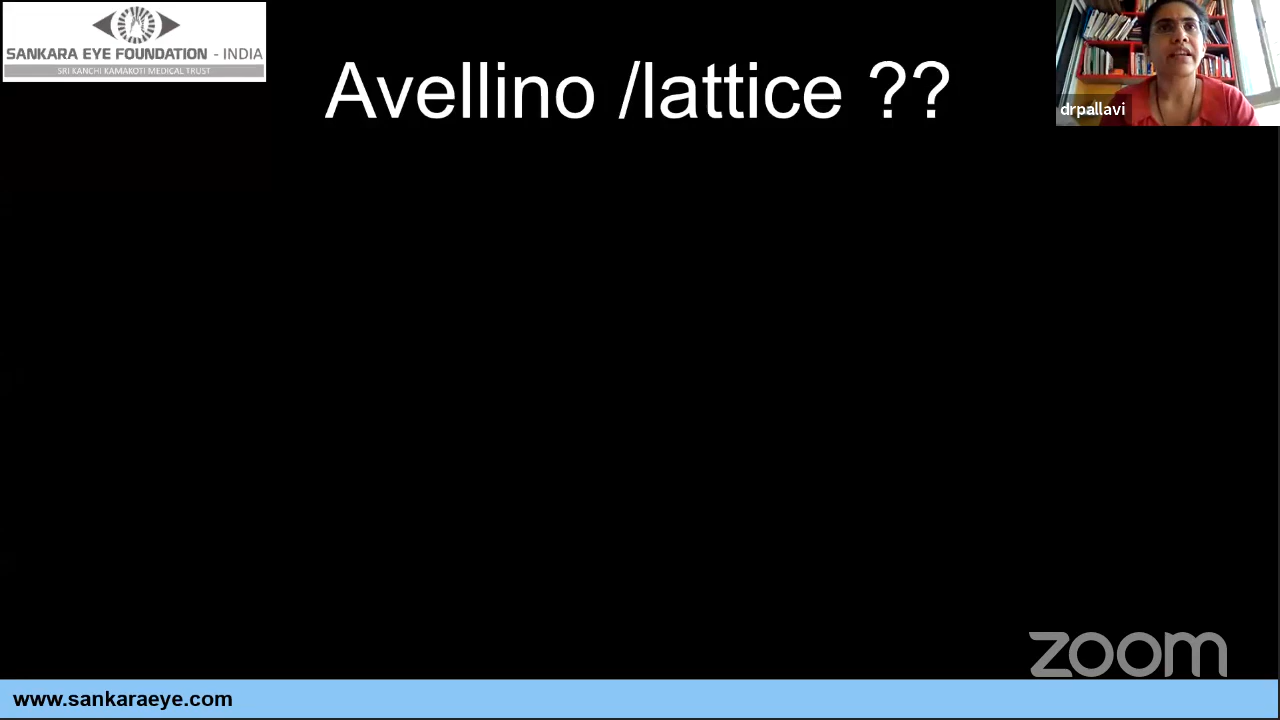 SANKARA EYE FOUNDATION - INDIA
SRI KANCHI KAMAKOTI MEDICAL TRUST
Avellino /lattice ??
drpallavi
zoom
www.sankaraeye.com